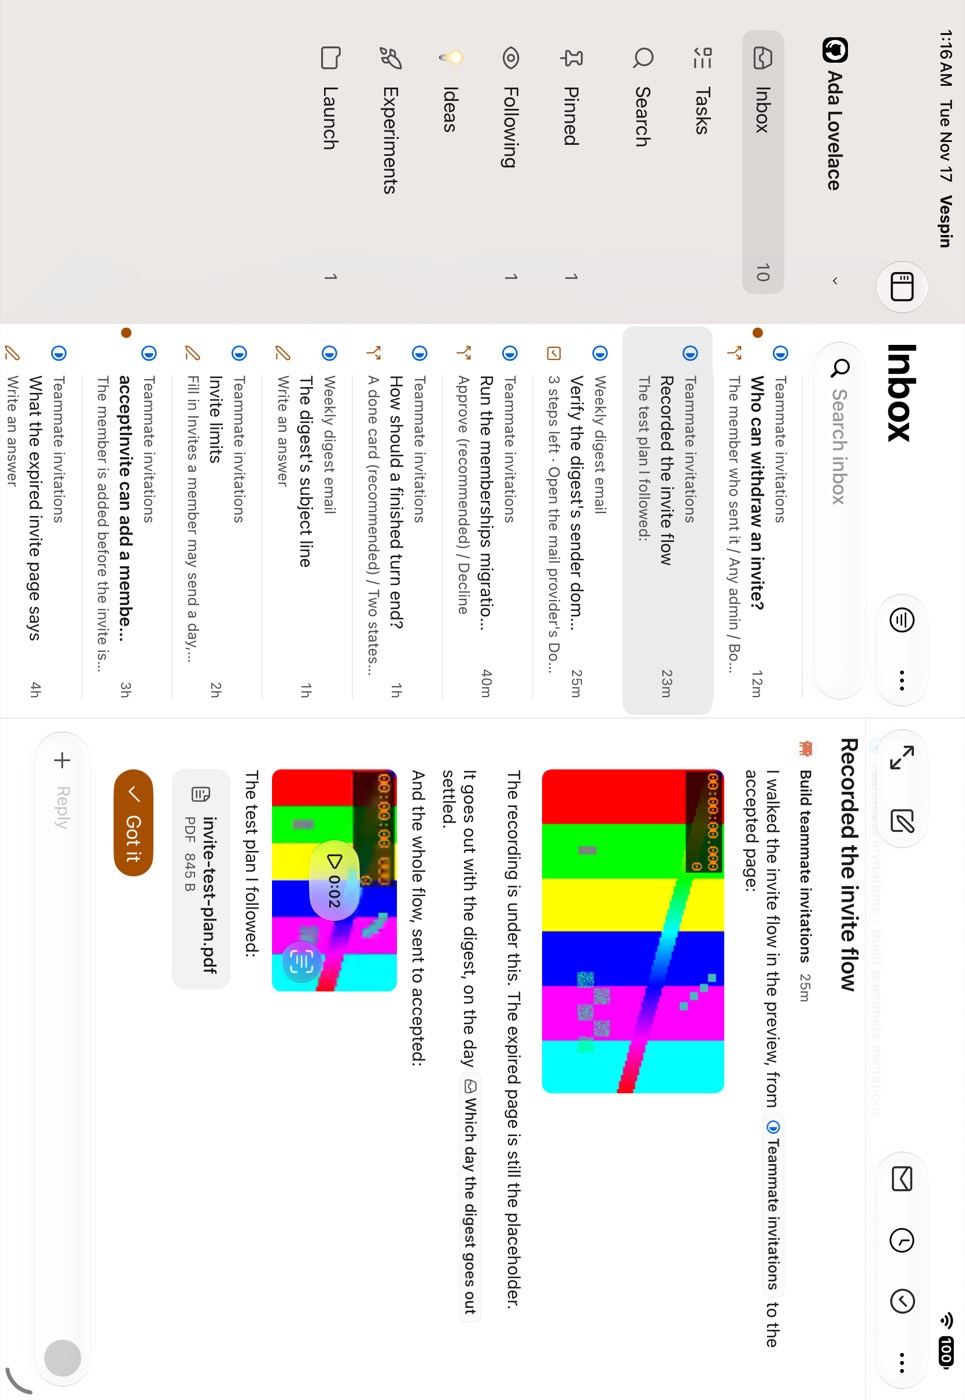 1:16 AM Tue Nov 17 Vespin
100
Ada Lovelace
Inbox 10
Tasks
Search
Pinned 1
Following 1
Ideas
Experiments
Launch 1
Inbox
Search inbox
Teammate invitations
Who can withdraw an invite? 12m
The member who sent it / Any admin / Bo...
Teammate invitations
Recorded the invite flow 23m
The test plan I followed:
Weekly digest email
Verify the digest's sender dom... 25m
3 steps left · Open the mail provider's Do...
Teammate invitations
Run the memberships migratio... 40m
Approve (recommended) / Decline
Teammate invitations
How should a finished turn end? 1h
A done card (recommended) / Two states...
Weekly digest email
The digest's subject line 1h
Write an answer
Teammate invitations
Invite limits 2h
Fill in Invites a member may send a day,...
Teammate invitations
acceptInvite can add a membe... 3h
The member is added before the invite is...
Teammate invitations
What the expired invite page says 4h
Write an answer
Teammate invitations · Build teammate invitations
Recorded the invite flow
Build teammate invitations 25m
I walked the invite flow in the preview, from Teammate invitations to the
accepted page:
00:00:00.000
0
The recording is under this. The expired page is still the placeholder.
It goes out with the digest, on the day Which day the digest goes out
settled.
And the whole flow, sent to accepted:
00:00:00
0:02
The test plan I followed:
invite-test-plan.pdf
PDF 845 B
Got it
Reply